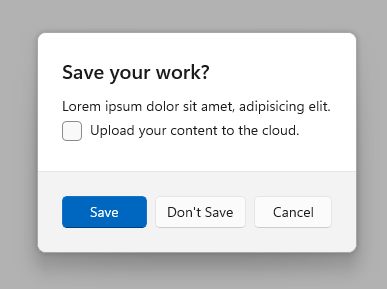 Save your work?
Lorem ipsum dolor sit amet, adipisicing elit.
Upload your content to the cloud.
Save
Don't Save
Cancel